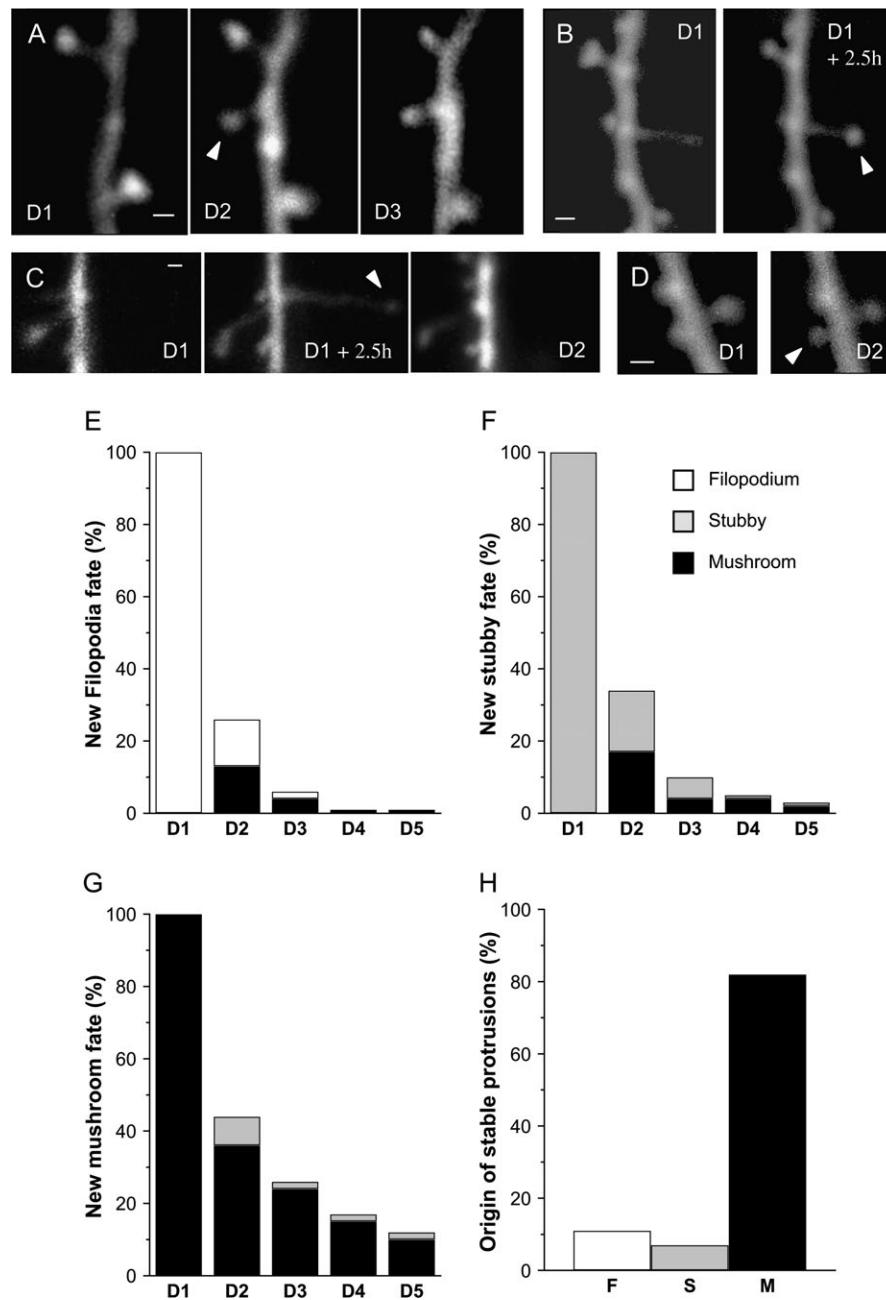 A
D1
D2
D3
B
D1
D1
+ 2.5h
C
D1
D1 + 2.5h
D2
D
D1
D2
E
New Filopodia fate (%)
100
80
60
40
20
0
D1 D2 D3 D4 D5
F
New stubby fate (%)
100
80
60
40
20
0
D1 D2 D3 D4 D5
Filopodium
Stubby
Mushroom
G
New mushroom fate (%)
100
80
60
40
20
0
D1 D2 D3 D4 D5
H
Origin of stable protrusions (%)
100
80
60
40
20
0
F S M